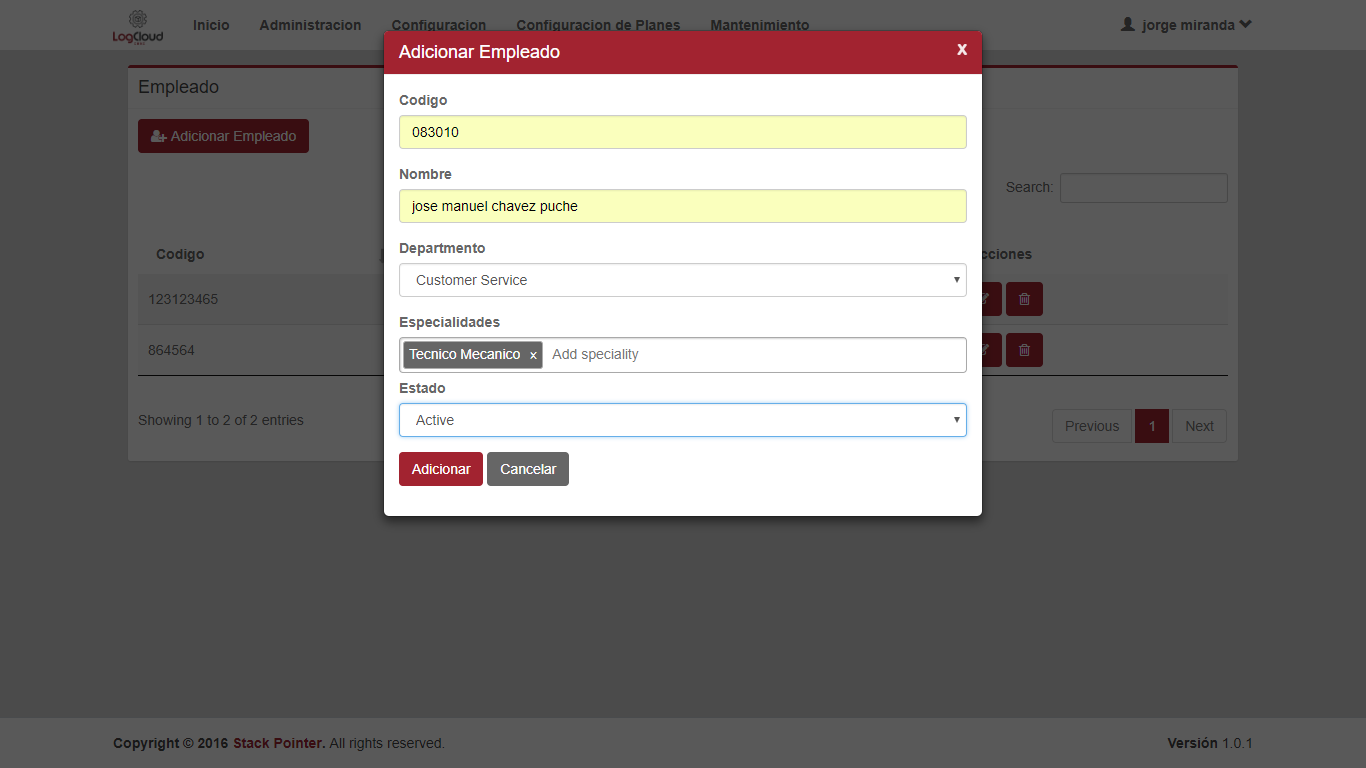 LogCloud
Inicio Administracion Configuracion Configuracion de Planes Mantenimiento jorge miranda
Adicionar Empleado x
Empleado
Adicionar Empleado
Codigo
083010
Nombre
jose manuel chavez puche
Search:
Departmento
Customer Service
Codigo cciones
Especialidades
Tecnico Mecanico x Add speciality
123123465
864564
Estado
Active
Showing 1 to 2 of 2 entries
Previous 1 Next
Adicionar Cancelar
Copyright © 2016 Stack Pointer. All rights reserved. Versión 1.0.1